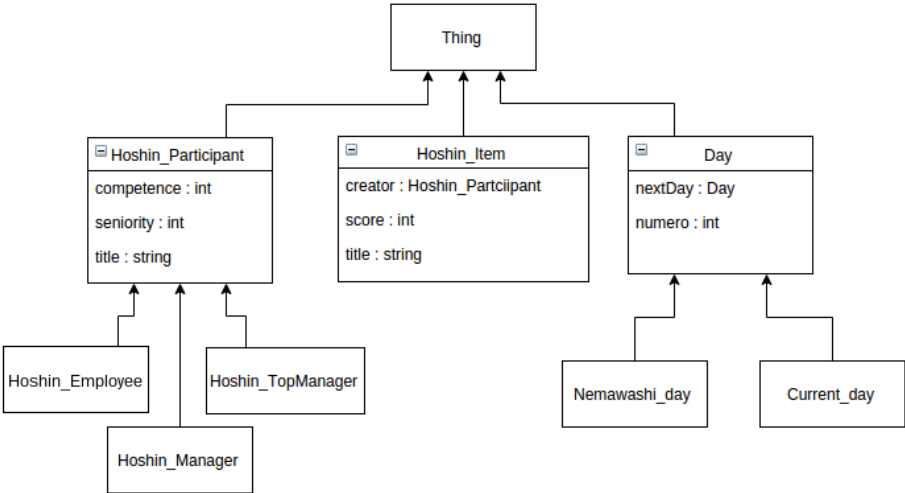 Thing
Hoshin_Participant
competence : int
seniority : int
title : string
Hoshin_Item
creator : Hoshin_Partciipant
score : int
title : string
Day
nextDay : Day
numero : int
Hoshin_Employee
Hoshin_TopManager
Hoshin_Manager
Nemawashi_day
Current_day